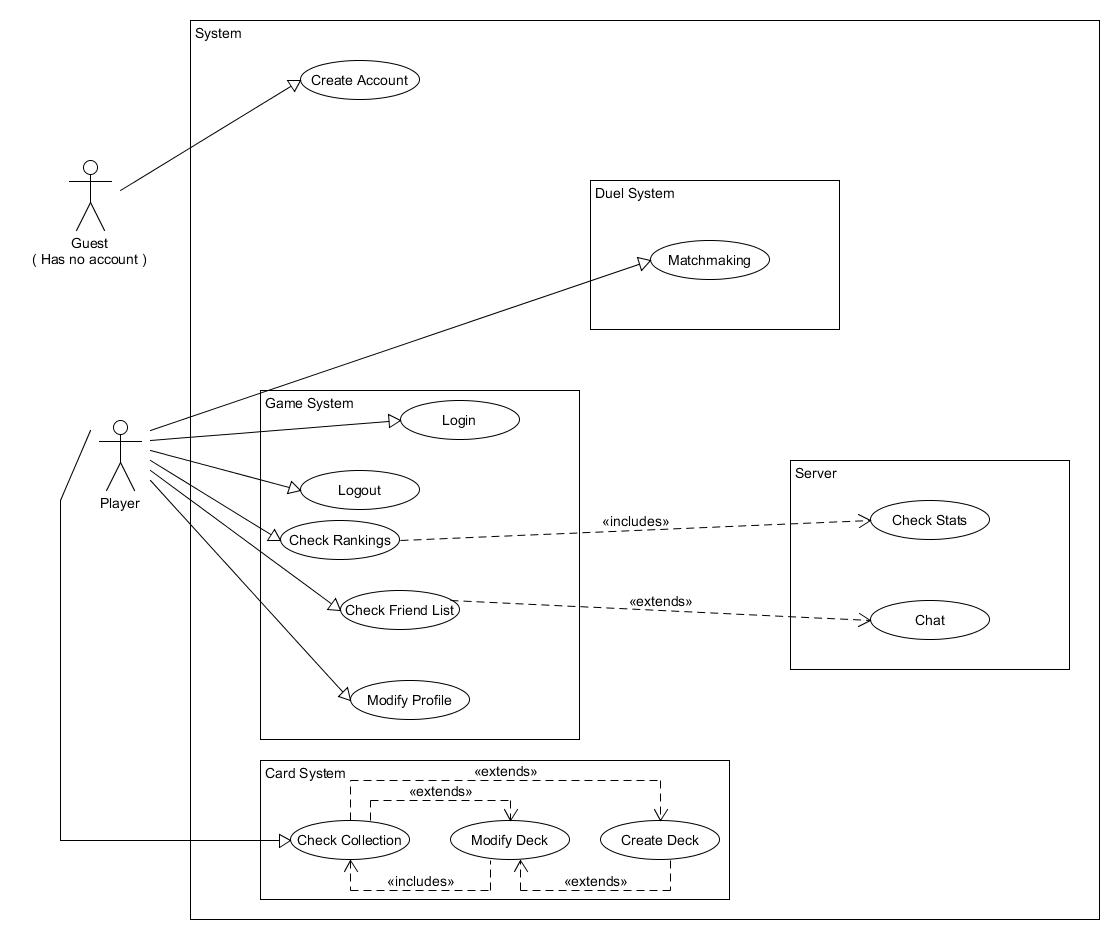 System
Create Account
Guest
( Has no account )
Duel System
Matchmaking
Game System
Login
Player
Logout
Check Rankings
«includes»
Server
Check Stats
Check Friend List
«extends»
Chat
Modify Profile
Card System
«extends»
«extends»
Check Collection
Modify Deck
Create Deck
«includes»
«extends»